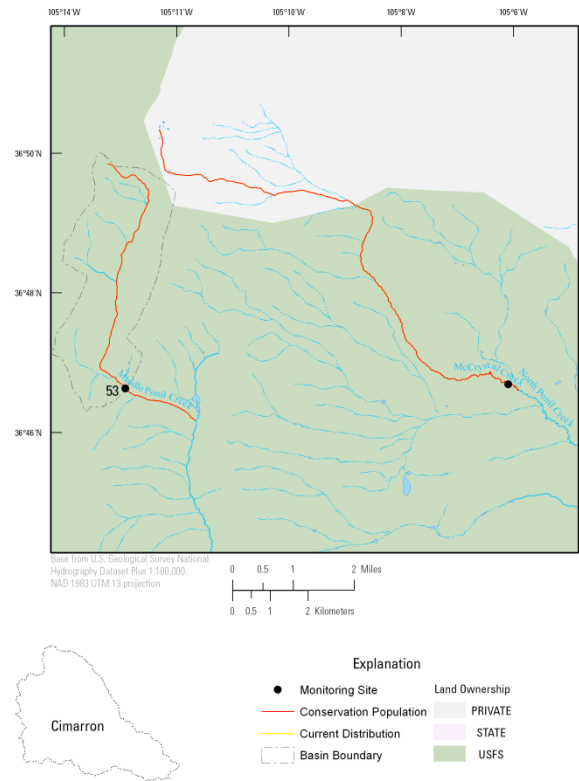 105°14'W 105°11'W 105°10'W 105°8'W 105°6'W
36°50'N
36°48'N
McCrystal Creek
North Ponil Creek
Middle Ponil Creek
53
36°46'N
Base from U.S. Geological Survey National
Hydrography Dataset Plus 1:100,000.
NAD 1983 UTM 13 projection
0 0.5 1 2 Miles
0 0.5 1 2 Kilometers
Cimarron
Explanation
Monitoring Site
Conservation Population
Current Distribution
Basin Boundary
Land Ownership
PRIVATE
STATE
USFS